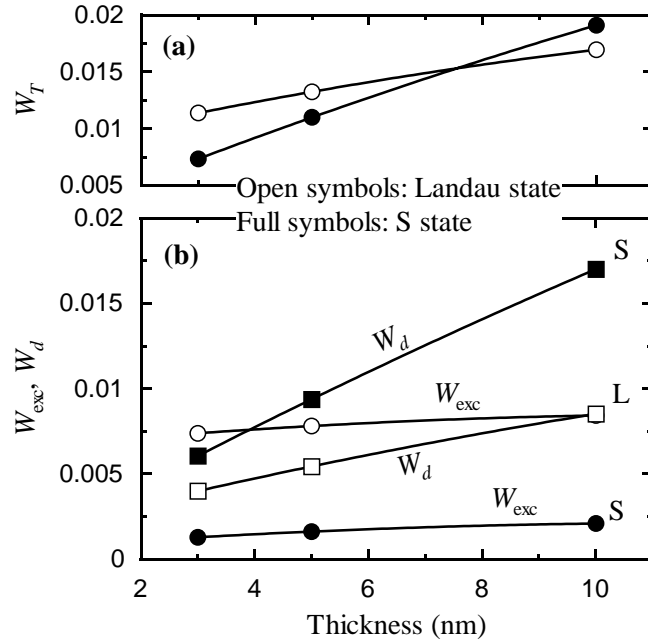 0.02
(a)
0.015
W_T
0.01
0.005
Open symbols: Landau state
Full symbols: S state
0.02
(b)
S
0.015
W_exc, W_d
W_d
0.01
W_exc
L
0.005
W_d
W_exc
S
0
2 4 6 8 10
Thickness (nm)